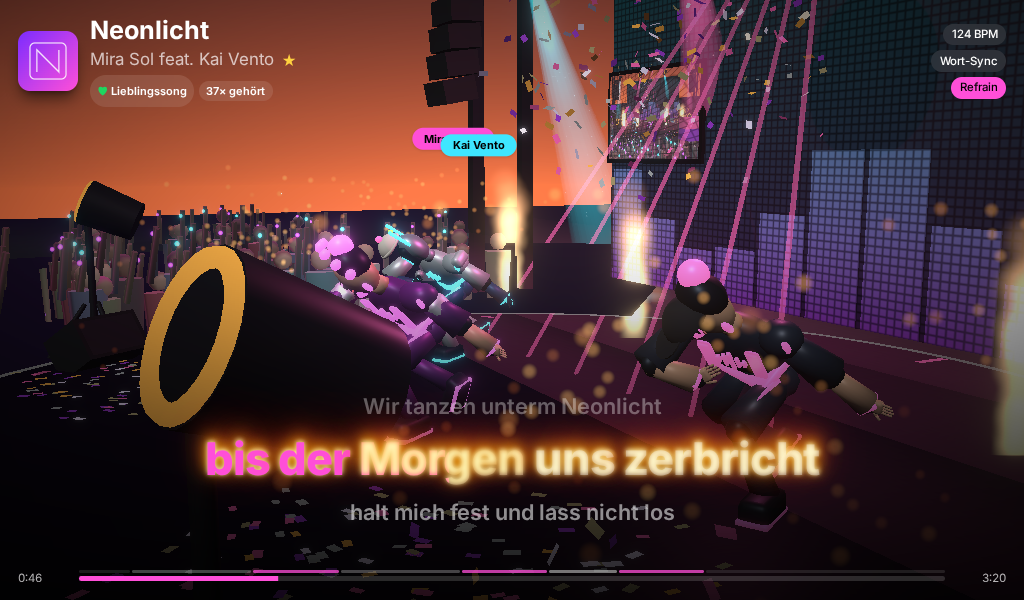 Neonlicht
Mira Sol feat. Kai Vento ★
Lieblingssong
37× gehört
124 BPM
Wort-Sync
Refrain
Kai Vento
Wir tanzen unterm Neonlicht
bis der Morgen uns zerbricht
halt mich fest und lass nicht los
0:46
3:20